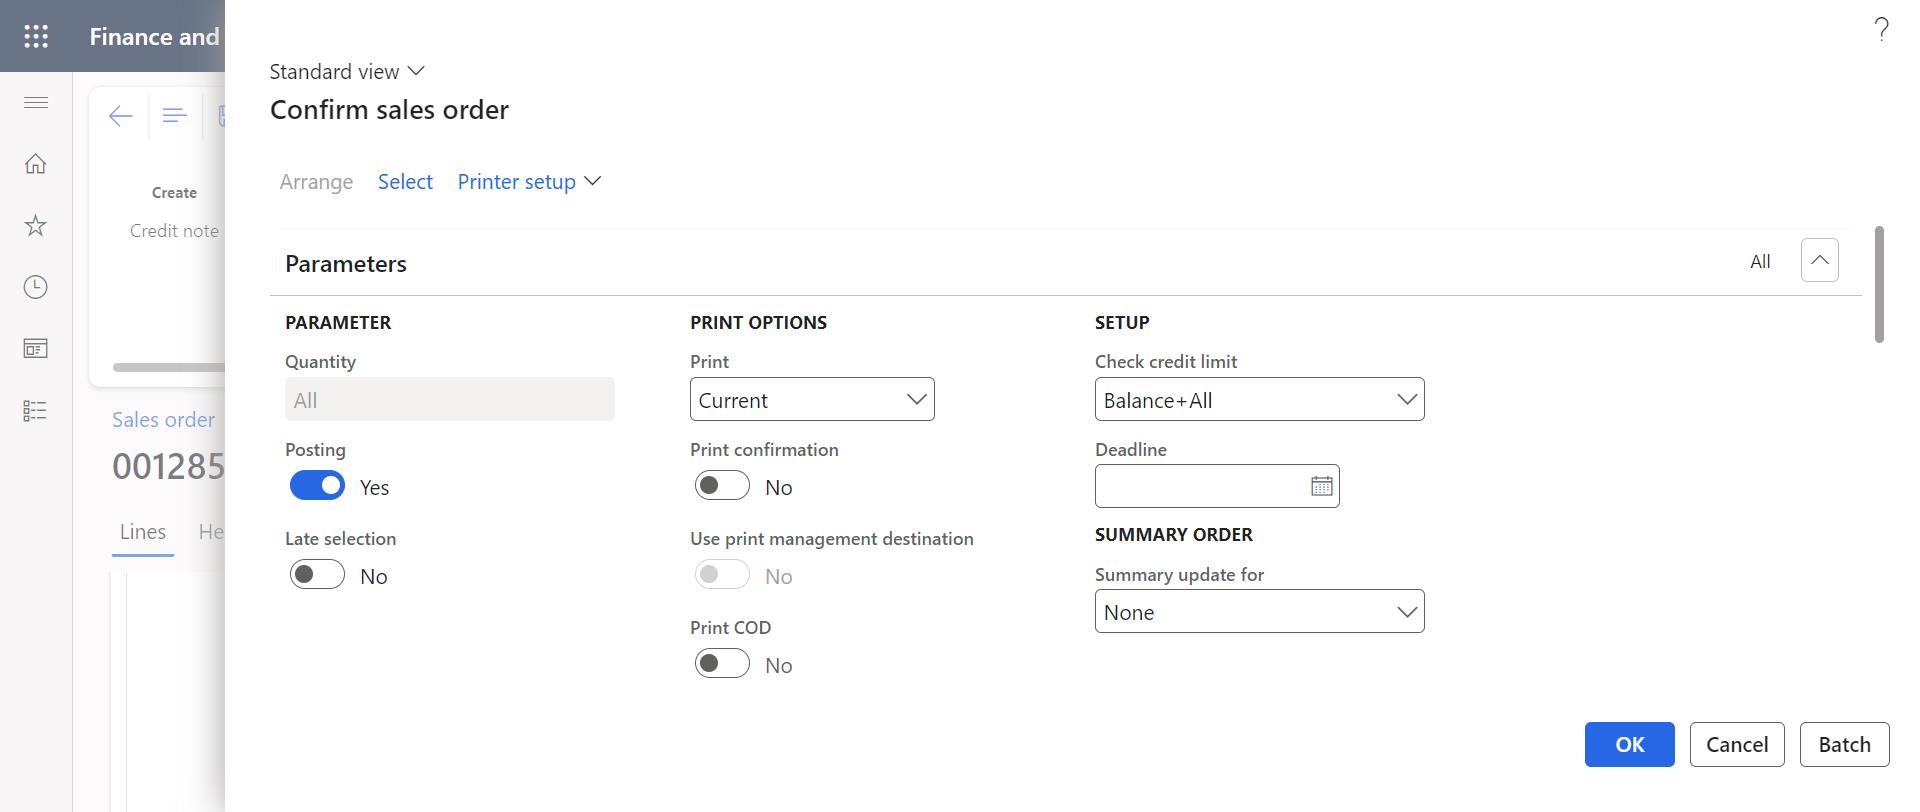 Finance and
?
Standard view
Confirm sales order
Arrange Select Printer setup
Create
Credit note
Parameters All
PARAMETER
Quantity
All
Posting
Yes
Late selection
No
PRINT OPTIONS
Print
Current
Print confirmation
No
Use print management destination
No
Print COD
No
SETUP
Check credit limit
Balance+All
Deadline
SUMMARY ORDER
Summary update for
None
Sales order
001285
Lines He
OK Cancel Batch